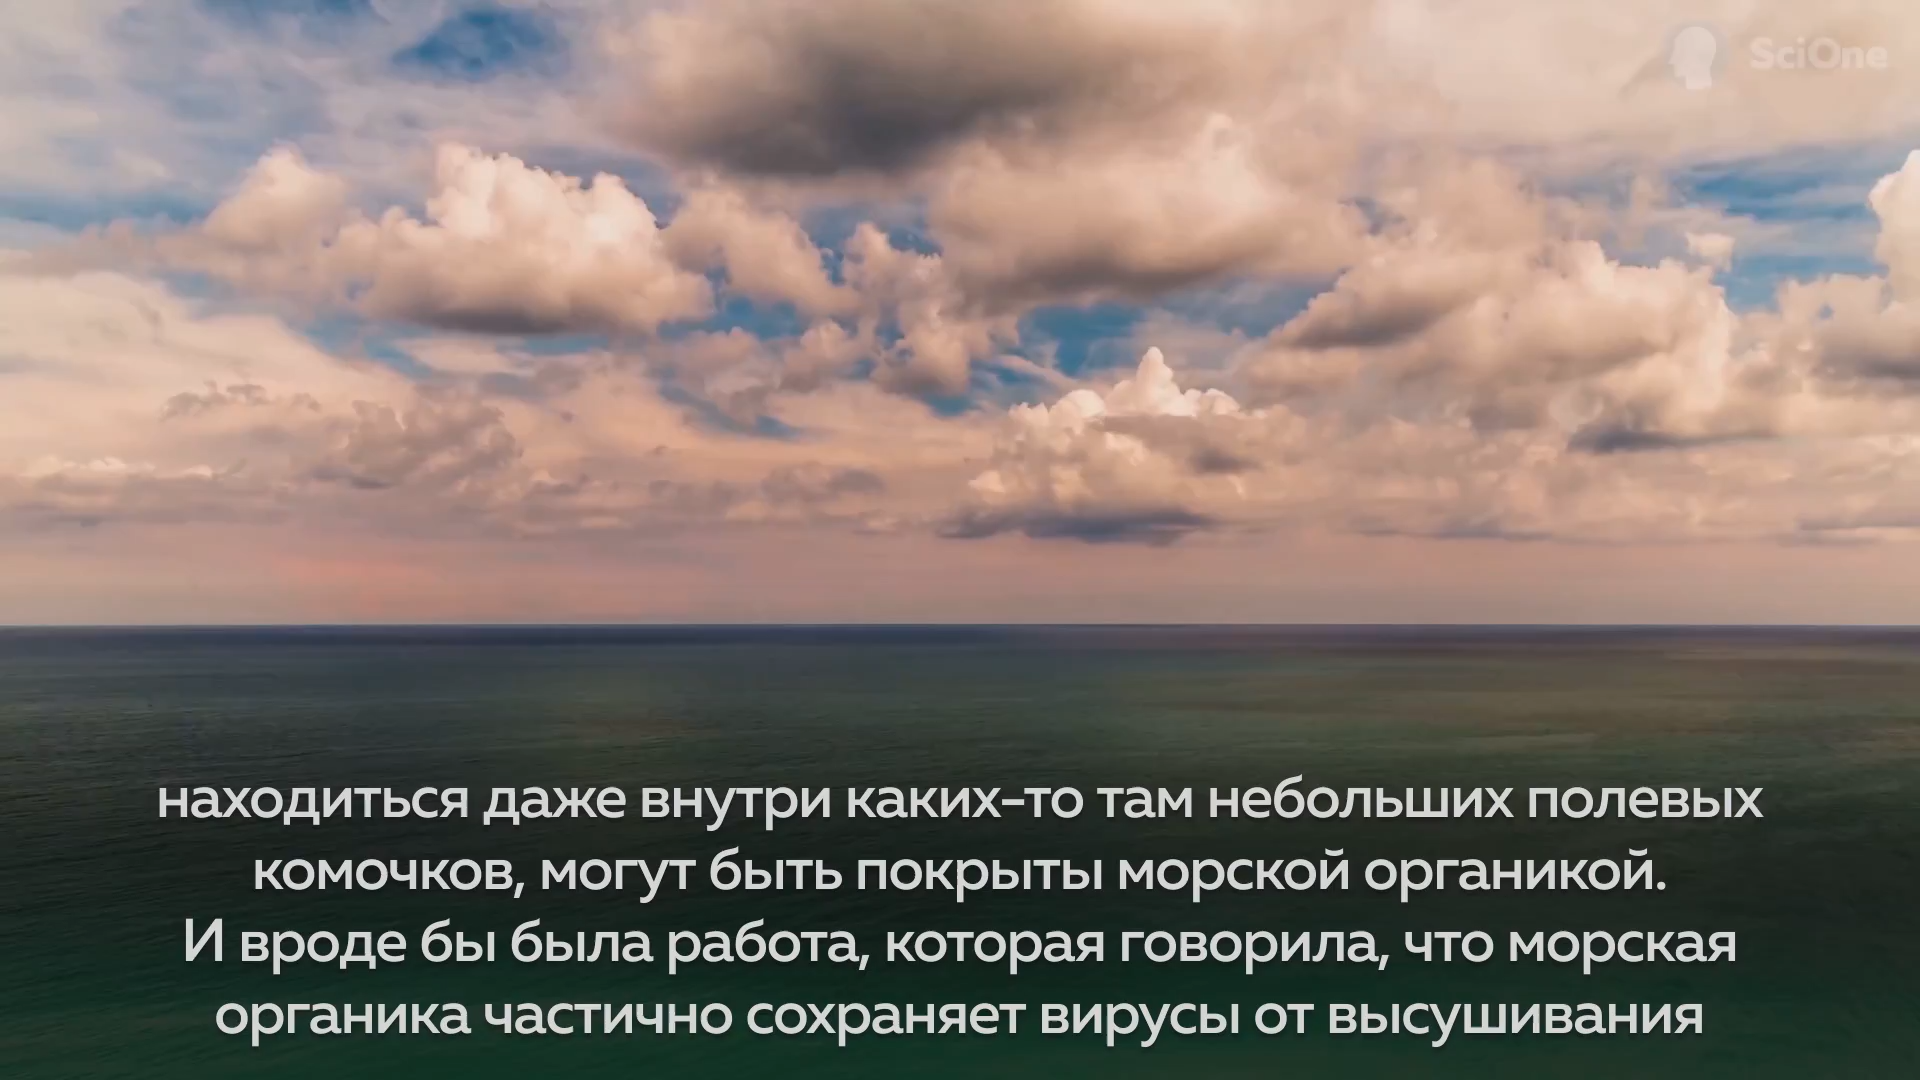 SciOne
находиться даже внутри каких-то там небольших полевых
комочков, могут быть покрыты морской органикой.
И вроде бы была работа, которая говорила, что морская
органика частично сохраняет вирусы от высушивания